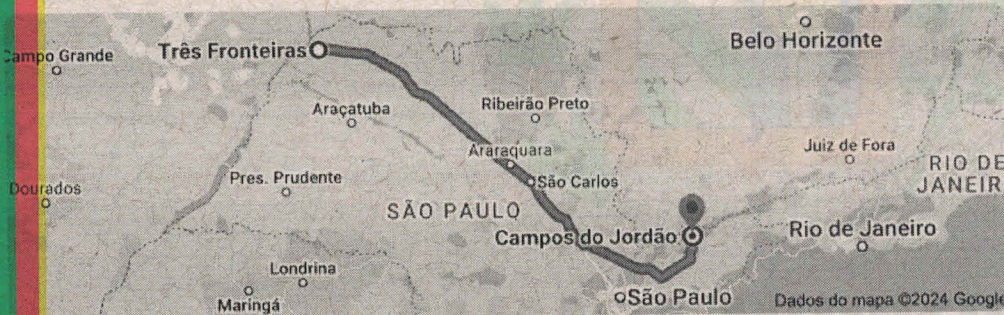 Belo Horizonte
Três Fronteiras
Campo Grande
Araçatuba
Ribeirão Preto
Juiz de Fora
Araraquara
RIO DE
JANEIR
Pres. Prudente
São Carlos
Dourados
SÃO PAULO
Campos do Jordão
Rio de Janeiro
Londrina
Maringá
São Paulo
Dados do mapa ©2024 Google